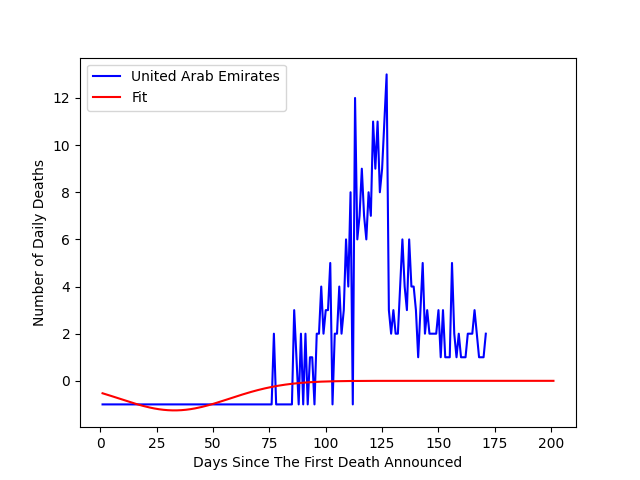 United Arab Emirates
Fit
12
10
8
6
4
2
0
Number of Daily Deaths
0 25 50 75 100 125 150 175 200
Days Since The First Death Announced